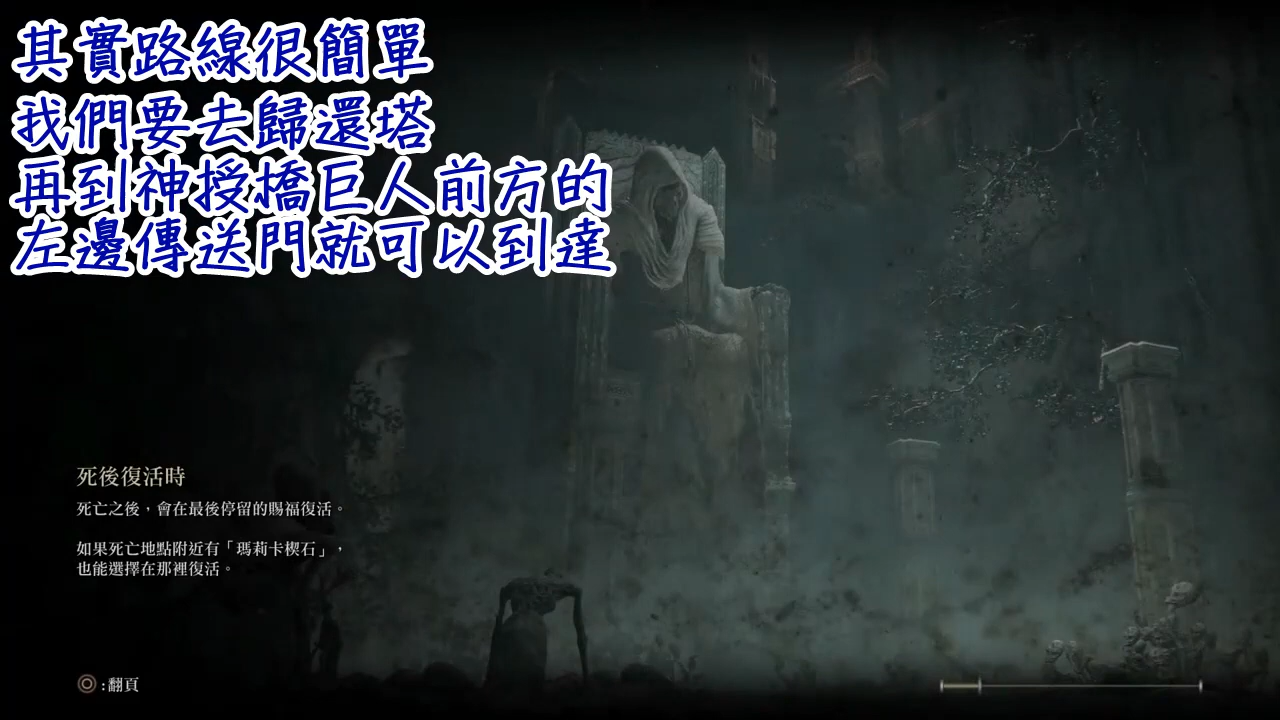 其實路線很簡單
我們要去歸還塔
再到神授橋巨人前方的
左邊傳送門就可以到達
死後復活時
死亡之後，會在最後停留的賜福復活。
如果死亡地點附近有「瑪莉卡楔石」，
也能選擇在那裡復活。
:翻頁